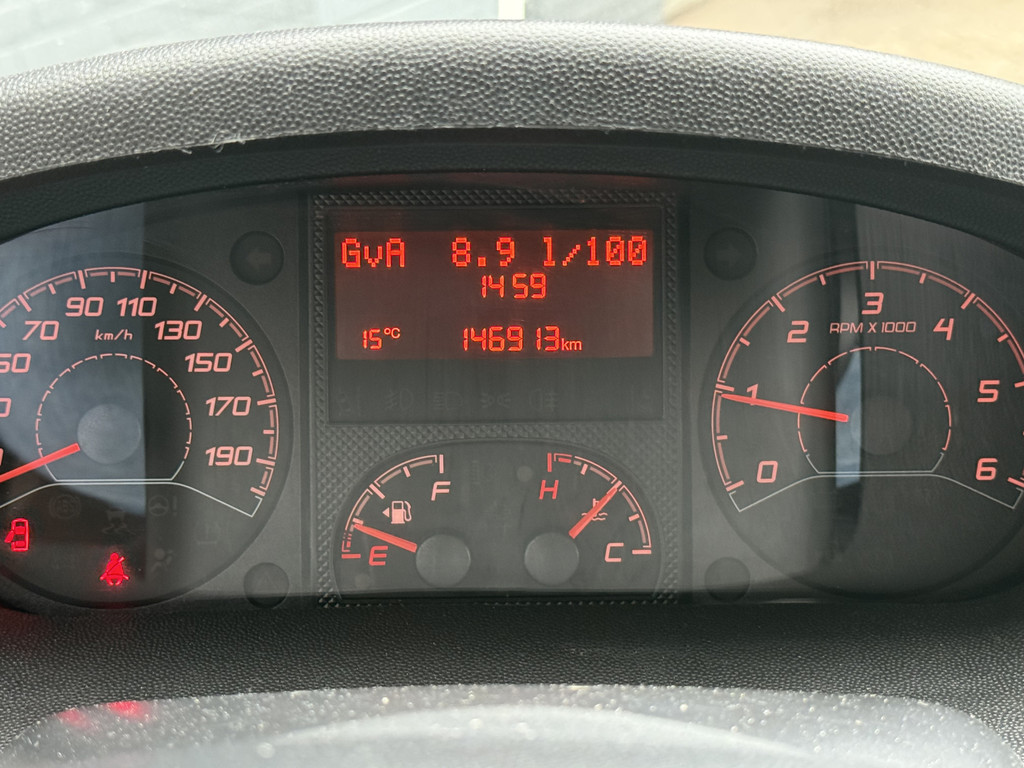 GvA 8.9 l/100
1459
15°C 146913km
70 90 110 130 150 170 190
km/h
0 1 2 3 4 5 6
RPM X 1000
E F
H C